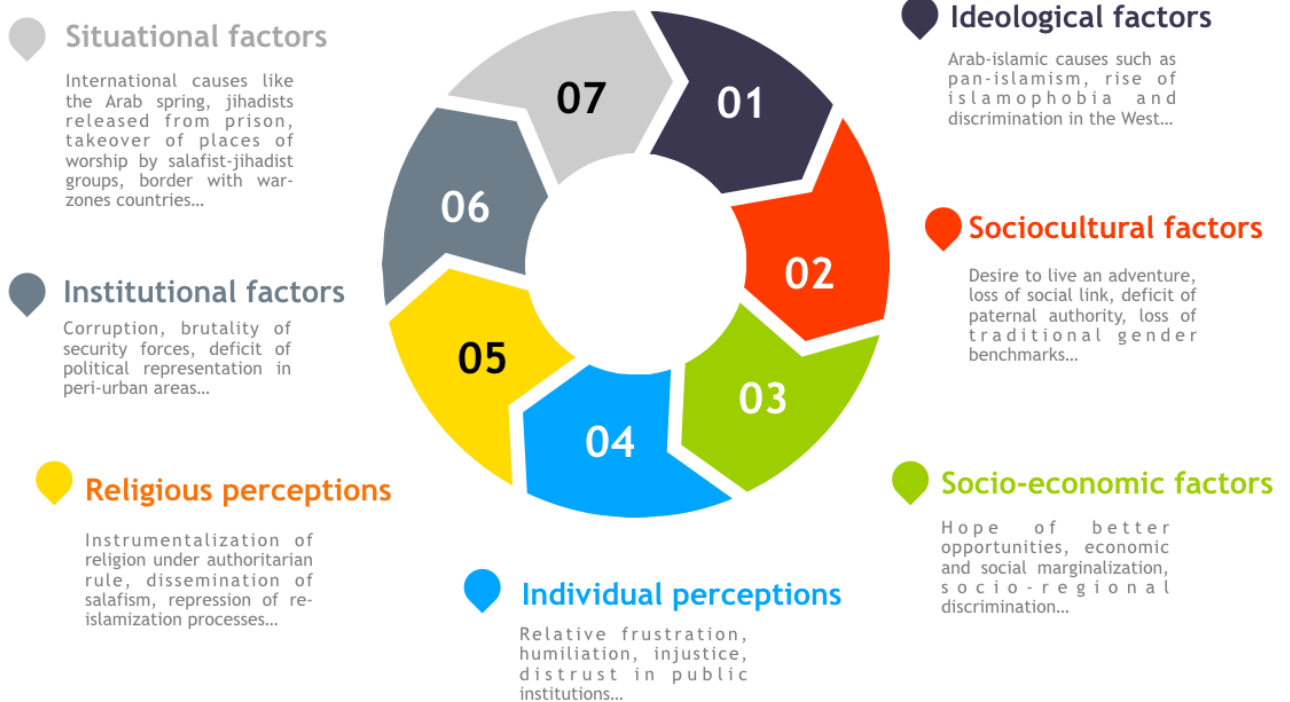 Situational factors
International causes like
the Arab spring, jihadists
released from prison,
takeover of places of
worship by salafist-jihadist
groups, border with war-
zones countries…
Institutional factors
Corruption, brutality of
security forces, deficit of
political representation in
peri-urban areas…
Religious perceptions
Instrumentalization of
religion under authoritarian
rule, dissemination of
salafism, repression of re-
islamization processes…
07
01
06
02
05
03
04
Individual perceptions
Relative frustration,
humiliation, injustice,
distrust in public
institutions…
Ideological factors
Arab-islamic causes such as
pan-islamism, rise of
islamophobia and
discrimination in the West…
Sociocultural factors
Desire to live an adventure,
loss of social link, deficit of
paternal authority, loss of
traditional gender
benchmarks…
Socio-economic factors
Hope of better
opportunities, economic
and social marginalization,
socio-regional
discrimination…